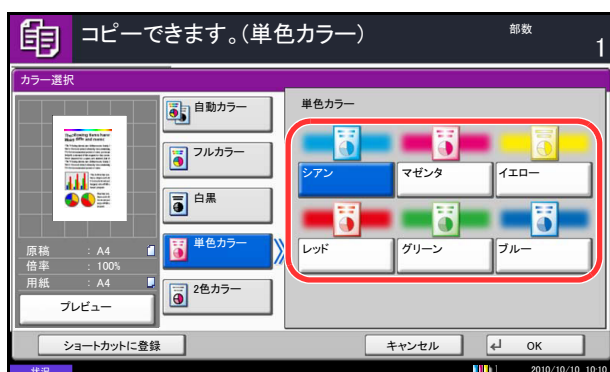 コピーできます。(単色カラー)
部数
1
カラー選択
自動カラー
フルカラー
白黒
単色カラー
2色カラー
単色カラー
シアン
マゼンタ
イエロー
レッド
グリーン
ブルー
原稿 : A4
倍率 : 100%
用紙 : A4
プレビュー
ショートカットに登録
キャンセル
OK
状況
2010/10/10 10:10